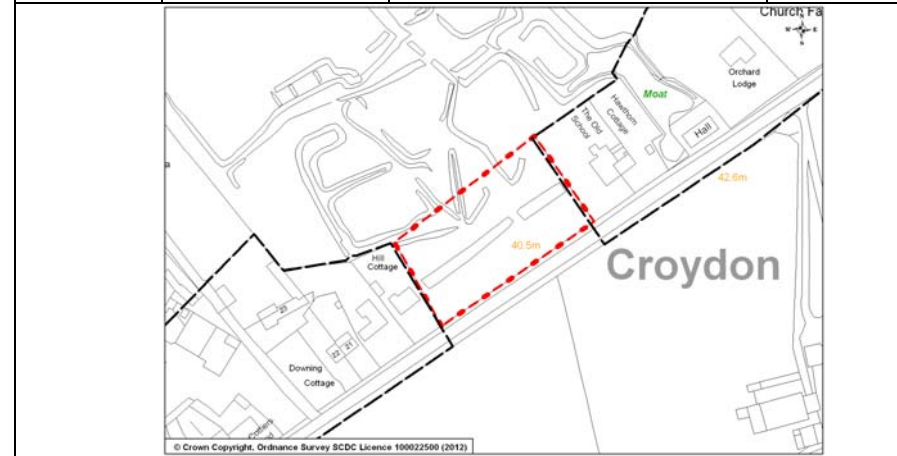 Church Fa
W E
S
Orchard
Lodge
Moat
Hawthorn
Cottage
The Old
School
Hall
42.6m
40.5m
Croydon
Hill
Cottage
23
22
21
Downing
Cottage
© Crown Copyright, Ordnance Survey SCDC Licence 100022500 (2012)